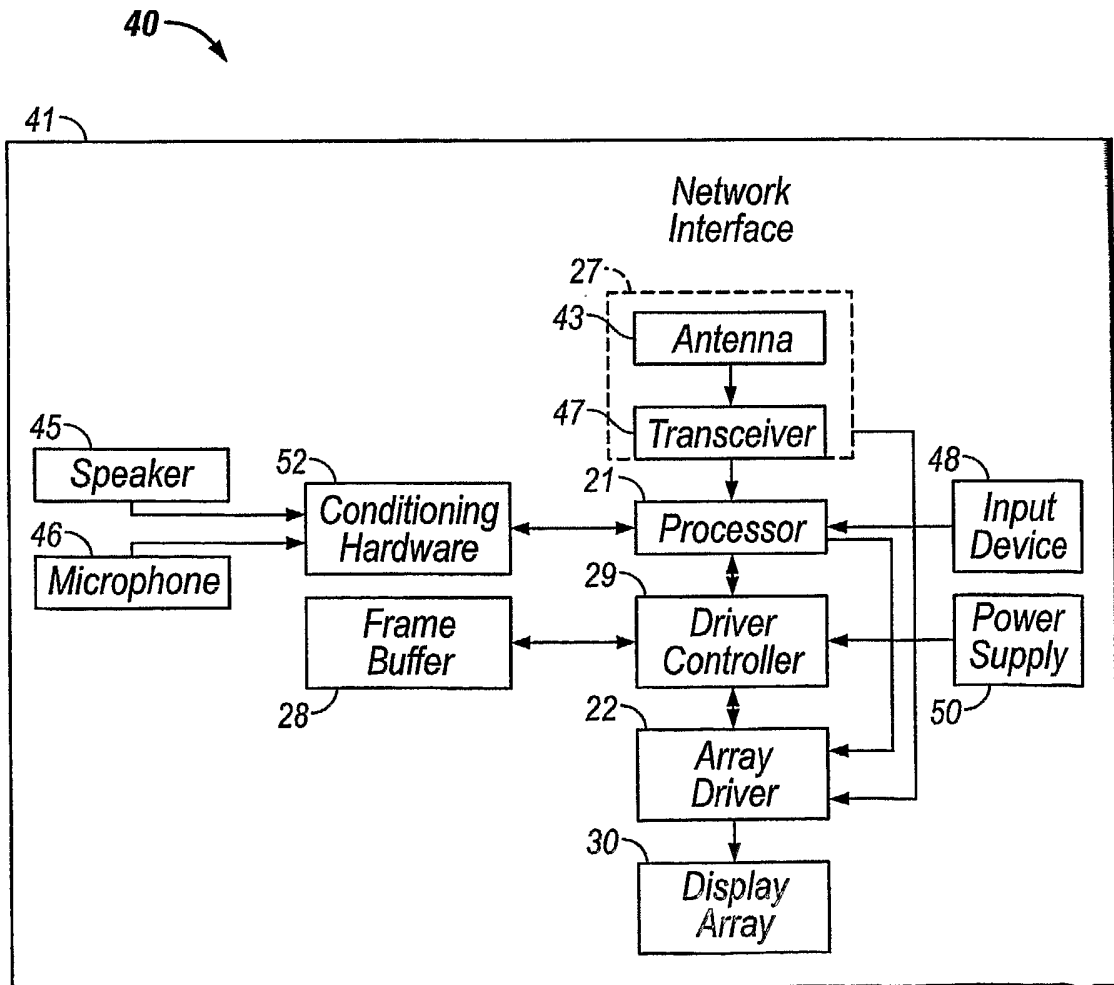 40
41
Network
Interface
27
43
Antenna
47
Transceiver
45
Speaker
52
Conditioning
Hardware
21
Processor
48
Input
Device
46
Microphone
29
Driver
Controller
Frame
Buffer
28
Power
Supply
50
22
Array
Driver
30
Display
Array